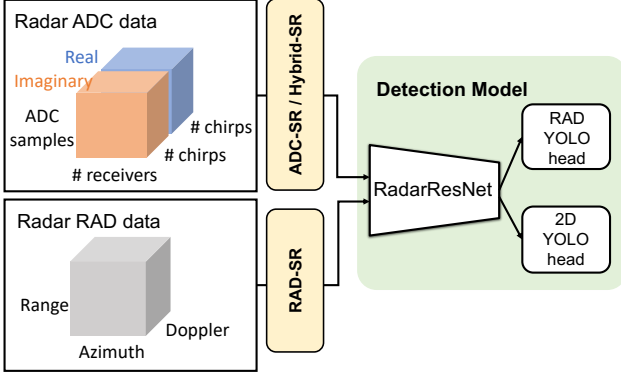 Radar ADC data
Real
Imaginary
ADC
samples
# chirps
# chirps
# receivers
ADC-SR / Hybrid-SR
Radar RAD data
Range
Doppler
Azimuth
RAD-SR
Detection Model
RadarResNet
RAD
YOLO
head
2D
YOLO
head